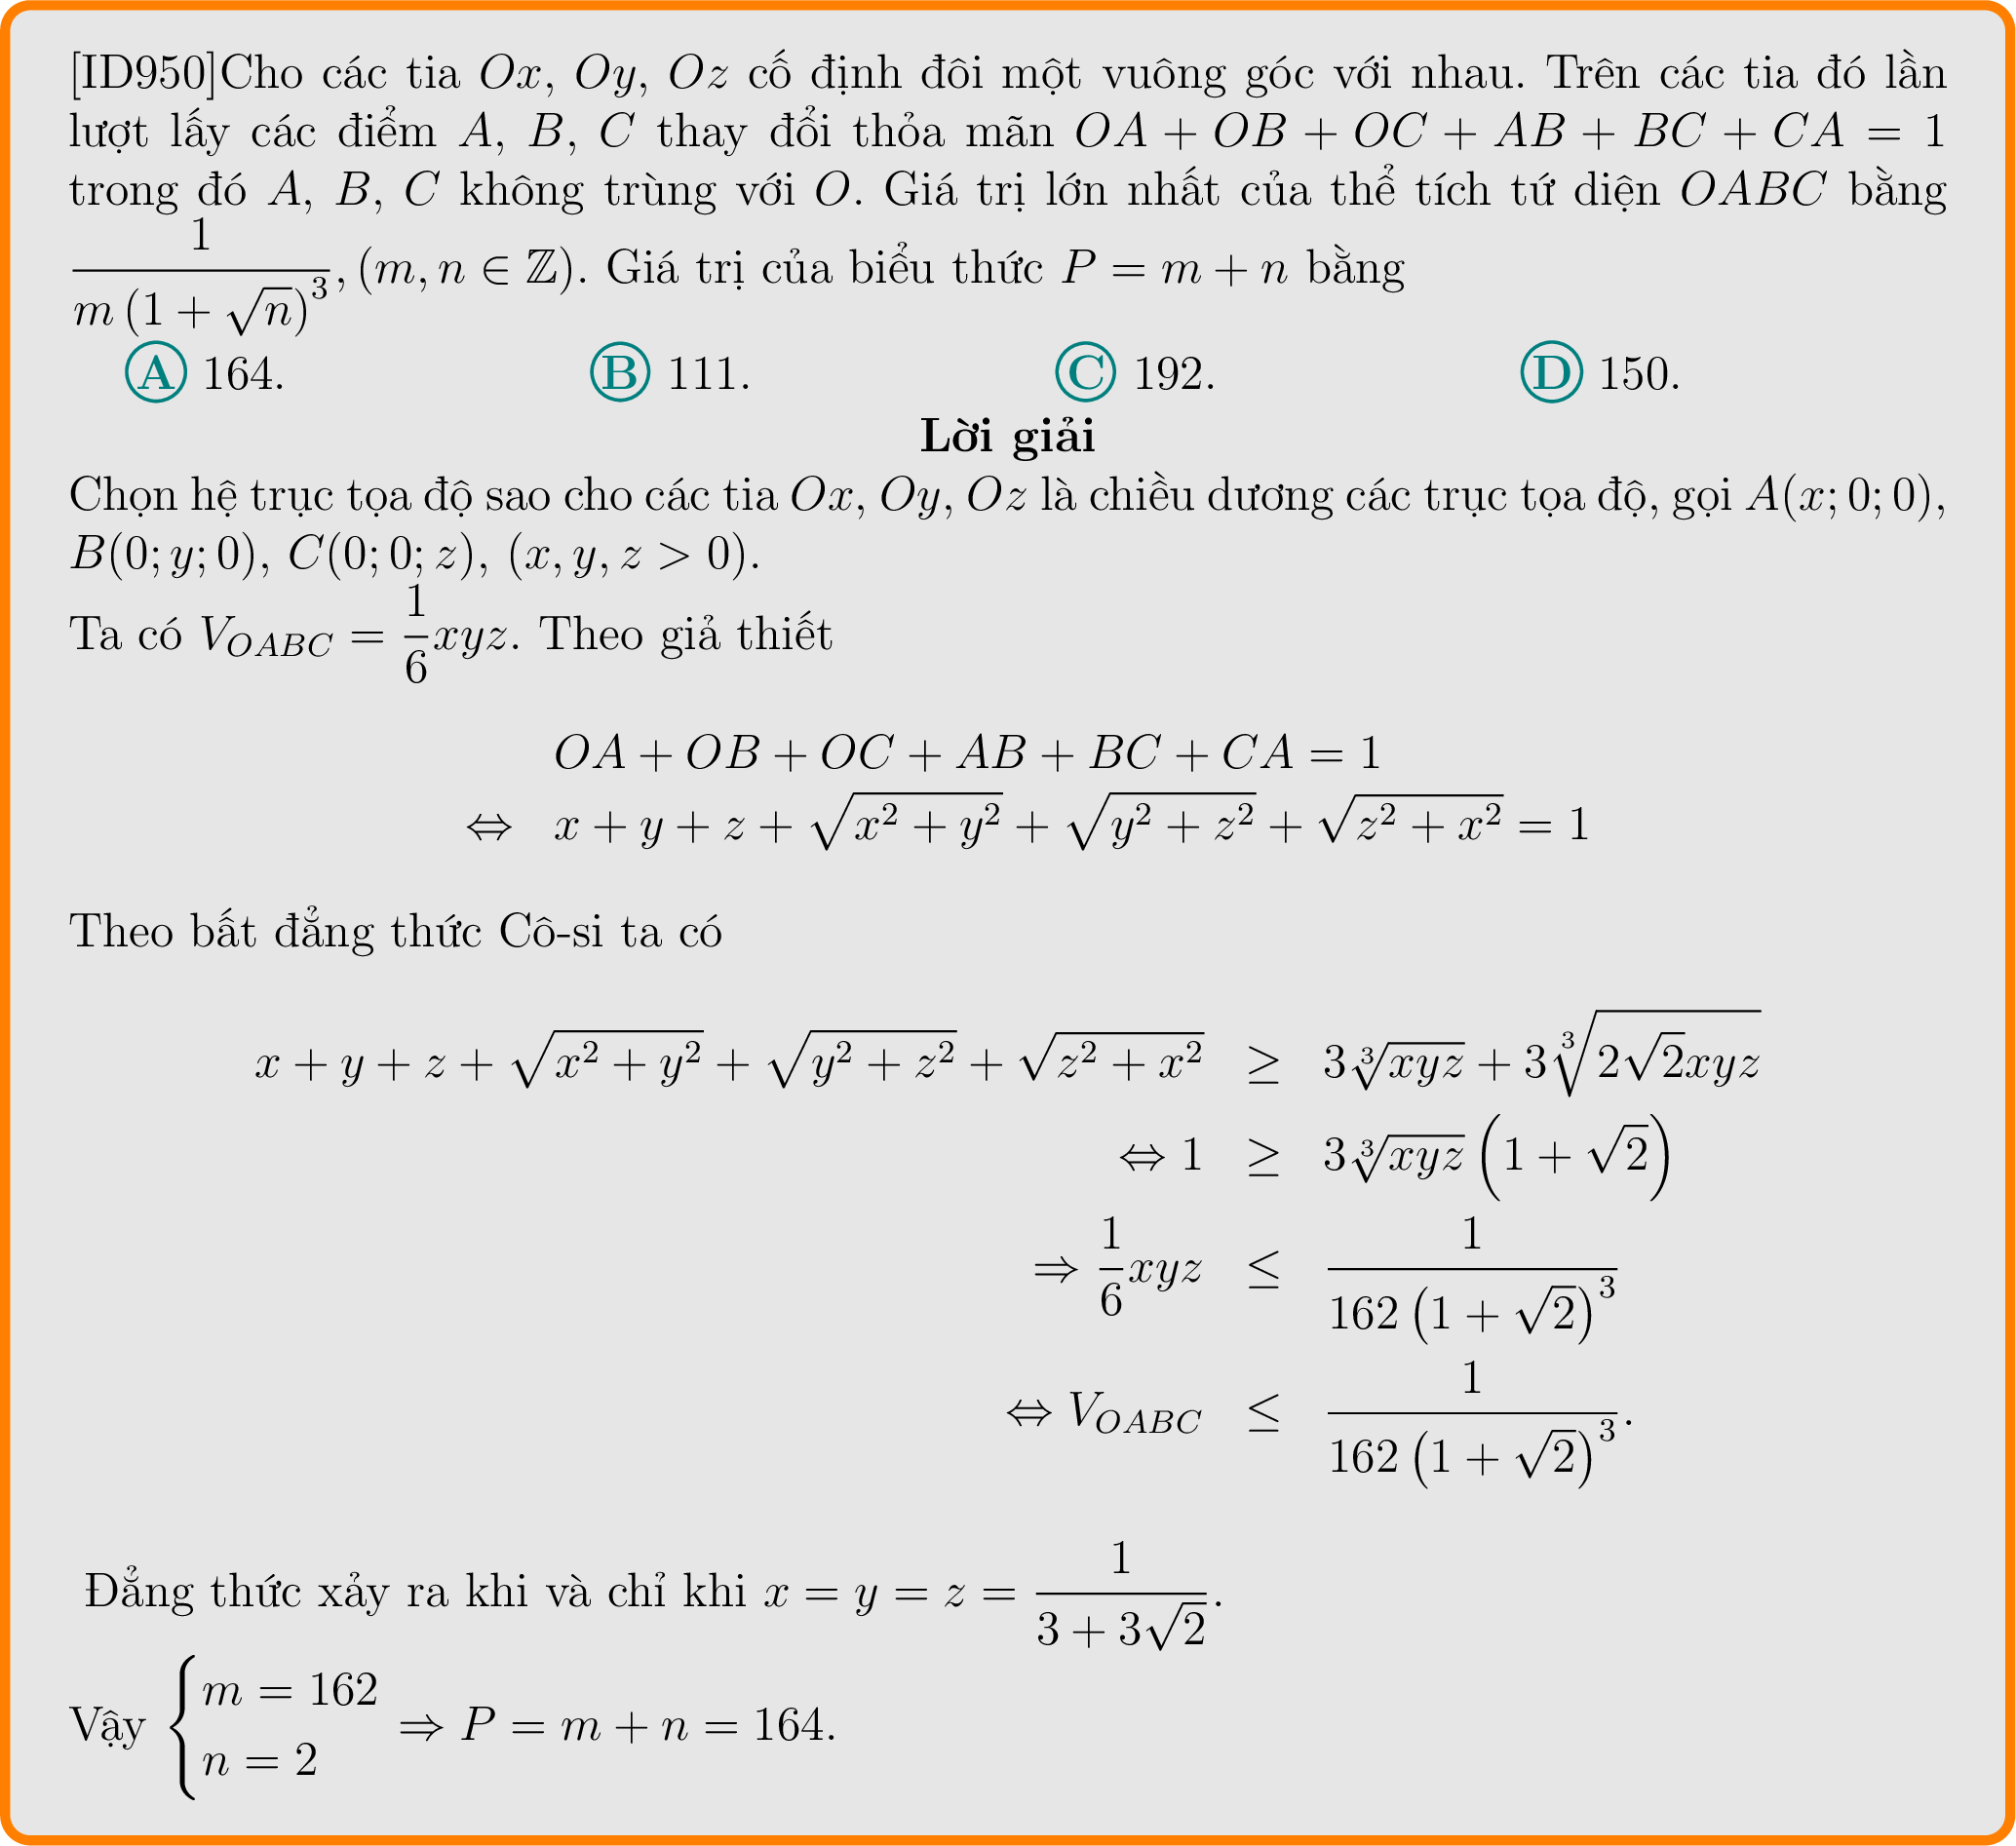 [ID950]Cho các tia Ox, Oy, Oz cố định đôi một vuông góc với nhau. Trên các tia đó lần
lượt lấy các điểm A, B, C thay đổi thỏa mãn OA + OB + OC + AB + BC + CA = 1
trong đó A, B, C không trùng với O. Giá trị lớn nhất của thể tích tứ diện OABC bằng
$\frac{1}{m\left(1+\sqrt{n}\right)^3}$, (m, n ∈ ℤ). Giá trị của biểu thức P = m + n bằng
A 164. B 111. C 192. D 150.
Lời giải
Chọn hệ trục tọa độ sao cho các tia Ox, Oy, Oz là chiều dương các trục tọa độ, gọi A(x; 0; 0),
B(0; y; 0), C(0; 0; z), (x, y, z > 0).
Ta có $V_{OABC} = \frac{1}{6}xyz$. Theo giả thiết
OA + OB + OC + AB + BC + CA = 1
$\Leftrightarrow x + y + z + \sqrt{x^2 + y^2} + \sqrt{y^2 + z^2} + \sqrt{z^2 + x^2} = 1$
Theo bất đẳng thức Cô-si ta có
$x + y + z + \sqrt{x^2 + y^2} + \sqrt{y^2 + z^2} + \sqrt{z^2 + x^2} \geq 3\sqrt[3]{xyz} + 3\sqrt[3]{2\sqrt{2}xyz}$
$\Leftrightarrow 1 \geq 3\sqrt[3]{xyz}\left(1 + \sqrt{2}\right)$
$\Rightarrow \frac{1}{6}xyz \leq \frac{1}{162\left(1+\sqrt{2}\right)^3}$
$\Leftrightarrow V_{OABC} \leq \frac{1}{162\left(1+\sqrt{2}\right)^3}.$
Đẳng thức xảy ra khi và chỉ khi $x = y = z = \frac{1}{3 + 3\sqrt{2}}$.
Vậy $\begin{cases} m = 162 \\ n = 2 \end{cases} \Rightarrow P = m + n = 164.$